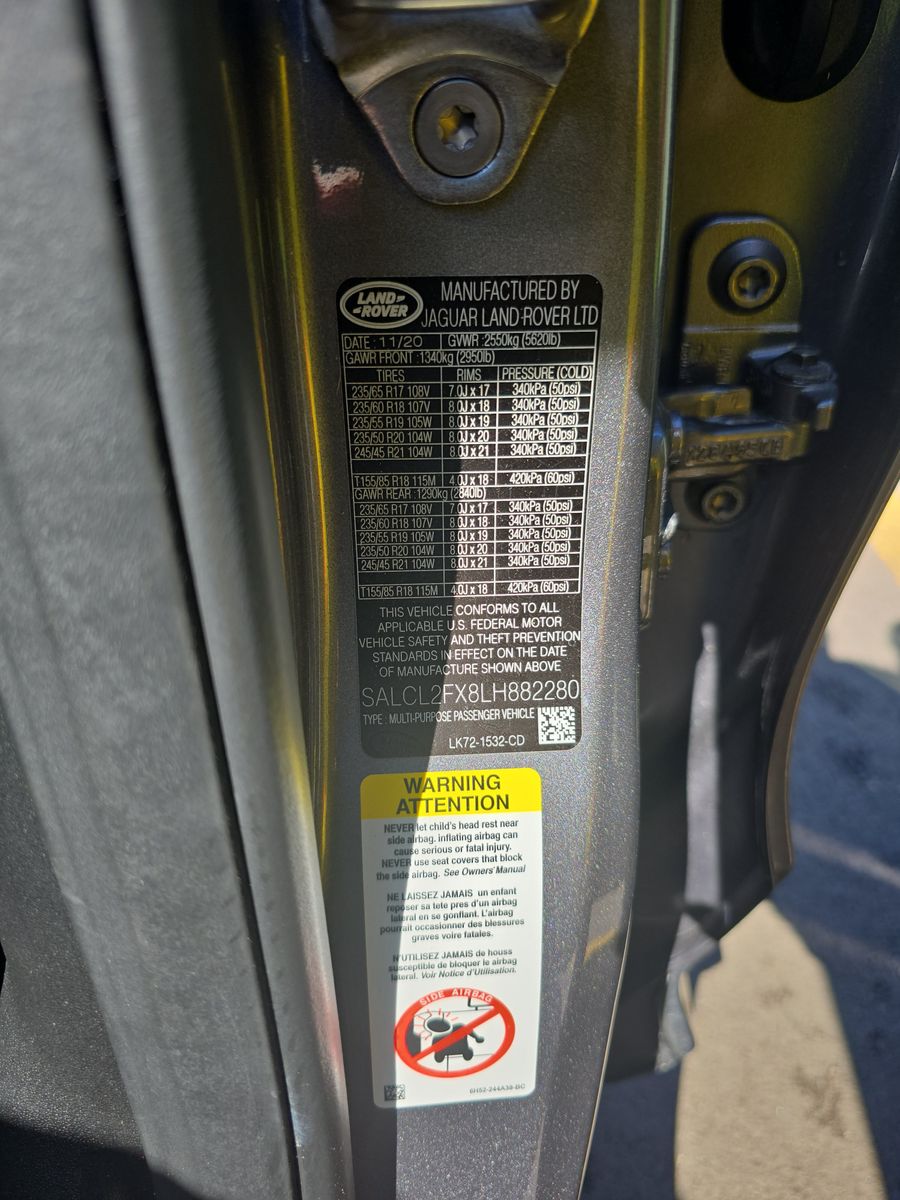 LAND-
-ROVER
MANUFACTURED BY
JAGUAR LAND ROVER LTD
DATE : 11/20 GVWR :2550kg (5620lb)
GAWR FRONT :1340kg (2950lb)
TIRES RIMS PRESSURE (COLD)
235/65 R17 108V 7.0J x 17 340kPa (50psi)
235/60 R18 107V 8.0J x 18 340kPa (50psi)
235/55 R19 105W 8.0J x 19 340kPa (50psi)
235/50 R20 104W 8.0J x 20 340kPa (50psi)
245/45 R21 104W 8.0J x 21 340kPa (50psi)
T155/85 R18 115M 4.0J x 18 420kPa (60psi)
GAWR REAR :1290kg (2840lb)
235/65 R17 108V 7.0J x 17 340kPa (50psi)
235/60 R18 107V 8.0J x 18 340kPa (50psi)
235/55 R19 105W 8.0J x 19 340kPa (50psi)
235/50 R20 104W 8.0J x 20 340kPa (50psi)
245/45 R21 104W 8.0J x 21 340kPa (50psi)
T155/85 R18 115M 4.0J x 18 420kPa (60psi)
THIS VEHICLE CONFORMS TO ALL
APPLICABLE U.S. FEDERAL MOTOR
VEHICLE SAFETY AND THEFT PREVENTION
STANDARDS IN EFFECT ON THE DATE
OF MANUFACTURE SHOWN ABOVE
SALCL2FX8LH882280
TYPE : MULTI-PURPOSE PASSENGER VEHICLE
LK72-1532-CD
WARNING
ATTENTION
NEVER let child's head rest near
side airbag. inflating airbag can
cause serious or fatal injury.
NEVER use seat covers that block
the side airbag. See Owners' Manual
NE LAISSEZ JAMAIS un enfant
reposer sa tete pres d'un airbag
lateral en se gonflant. L'airbag
pourrait occasionner des blessures
graves voire fatales.
N'UTILISEZ JAMAIS de houss
susceptible de bloquer le airbag
lateral. Voir Notice d'Utilisation.
SIDE AIRBAG
6H52-244A39-BC